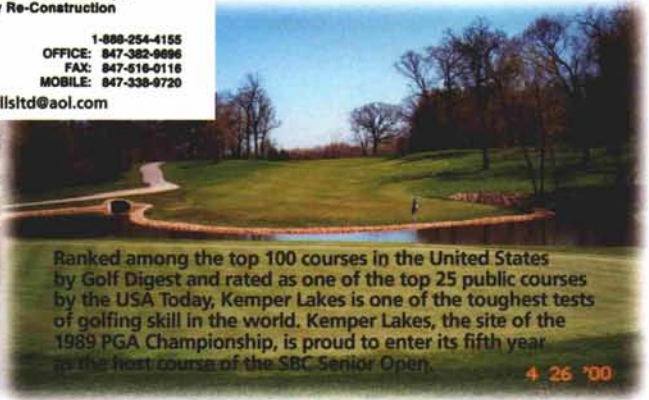 Re-Construction
1-888-254-4155
OFFICE: 847-382-9696
FAX: 847-516-0116
MOBILE: 847-338-9720
llsltd@aol.com
Ranked among the top 100 courses in the United States
by Golf Digest and rated as one of the top 25 public courses
by the USA Today, Kemper Lakes is one of the toughest tests
of golfing skill in the world. Kemper Lakes, the site of the
1989 PGA Championship, is proud to enter its fifth year
as the host course of the SBC Senior Open.
4 26 '00